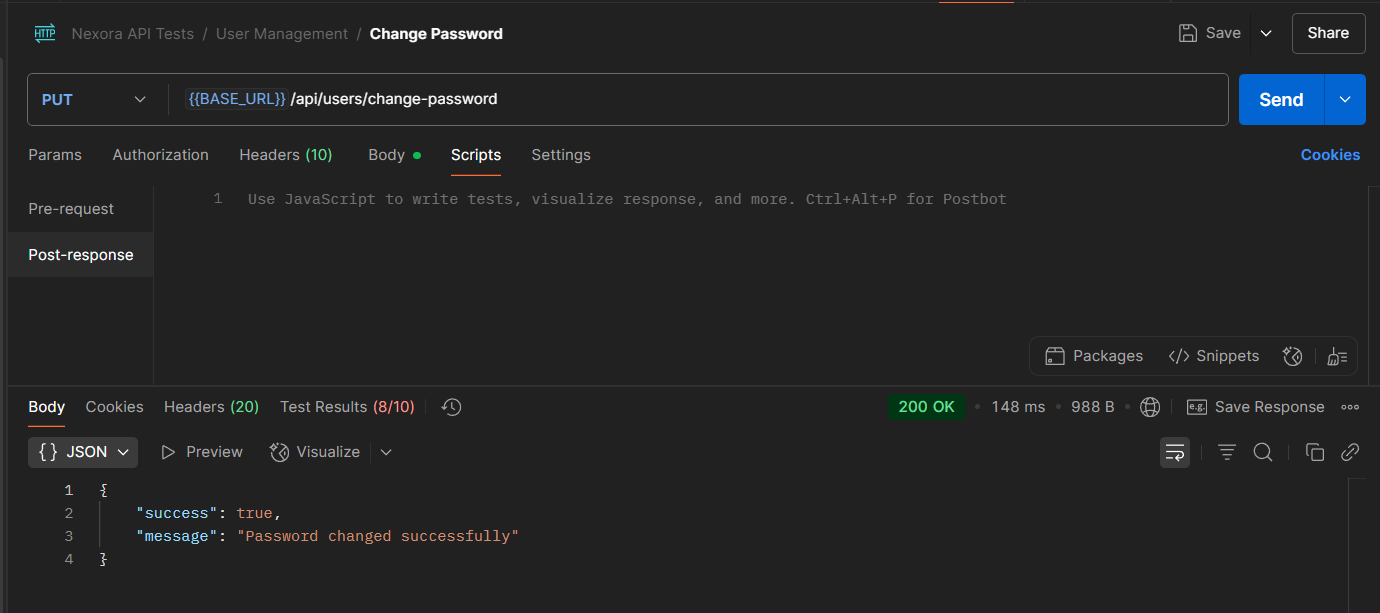 HTTP Nexora API Tests / User Management / Change Password Save Share
PUT {{BASE_URL}} /api/users/change-password Send
Params Authorization Headers (10) Body Scripts Settings Cookies
Pre-request
Post-response
1 Use JavaScript to write tests, visualize response, and more. Ctrl+Alt+P for Postbot
Packages </> Snippets
Body Cookies Headers (20) Test Results (8/10) 200 OK • 148 ms • 988 B • e.g. Save Response
{} JSON Preview Visualize
1 {
2 "success": true,
3 "message": "Password changed successfully"
4 }